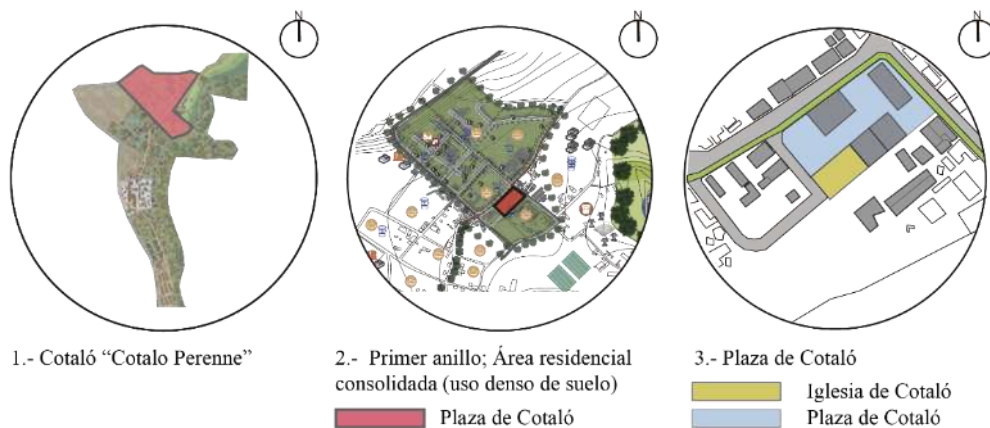 N
N
N
1.- Cotaló “Cotalo Perenne”
2.- Primer anillo; Área residencial
consolidada (uso denso de suelo)
Plaza de Cotaló
3.- Plaza de Cotaló
Iglesia de Cotaló
Plaza de Cotaló